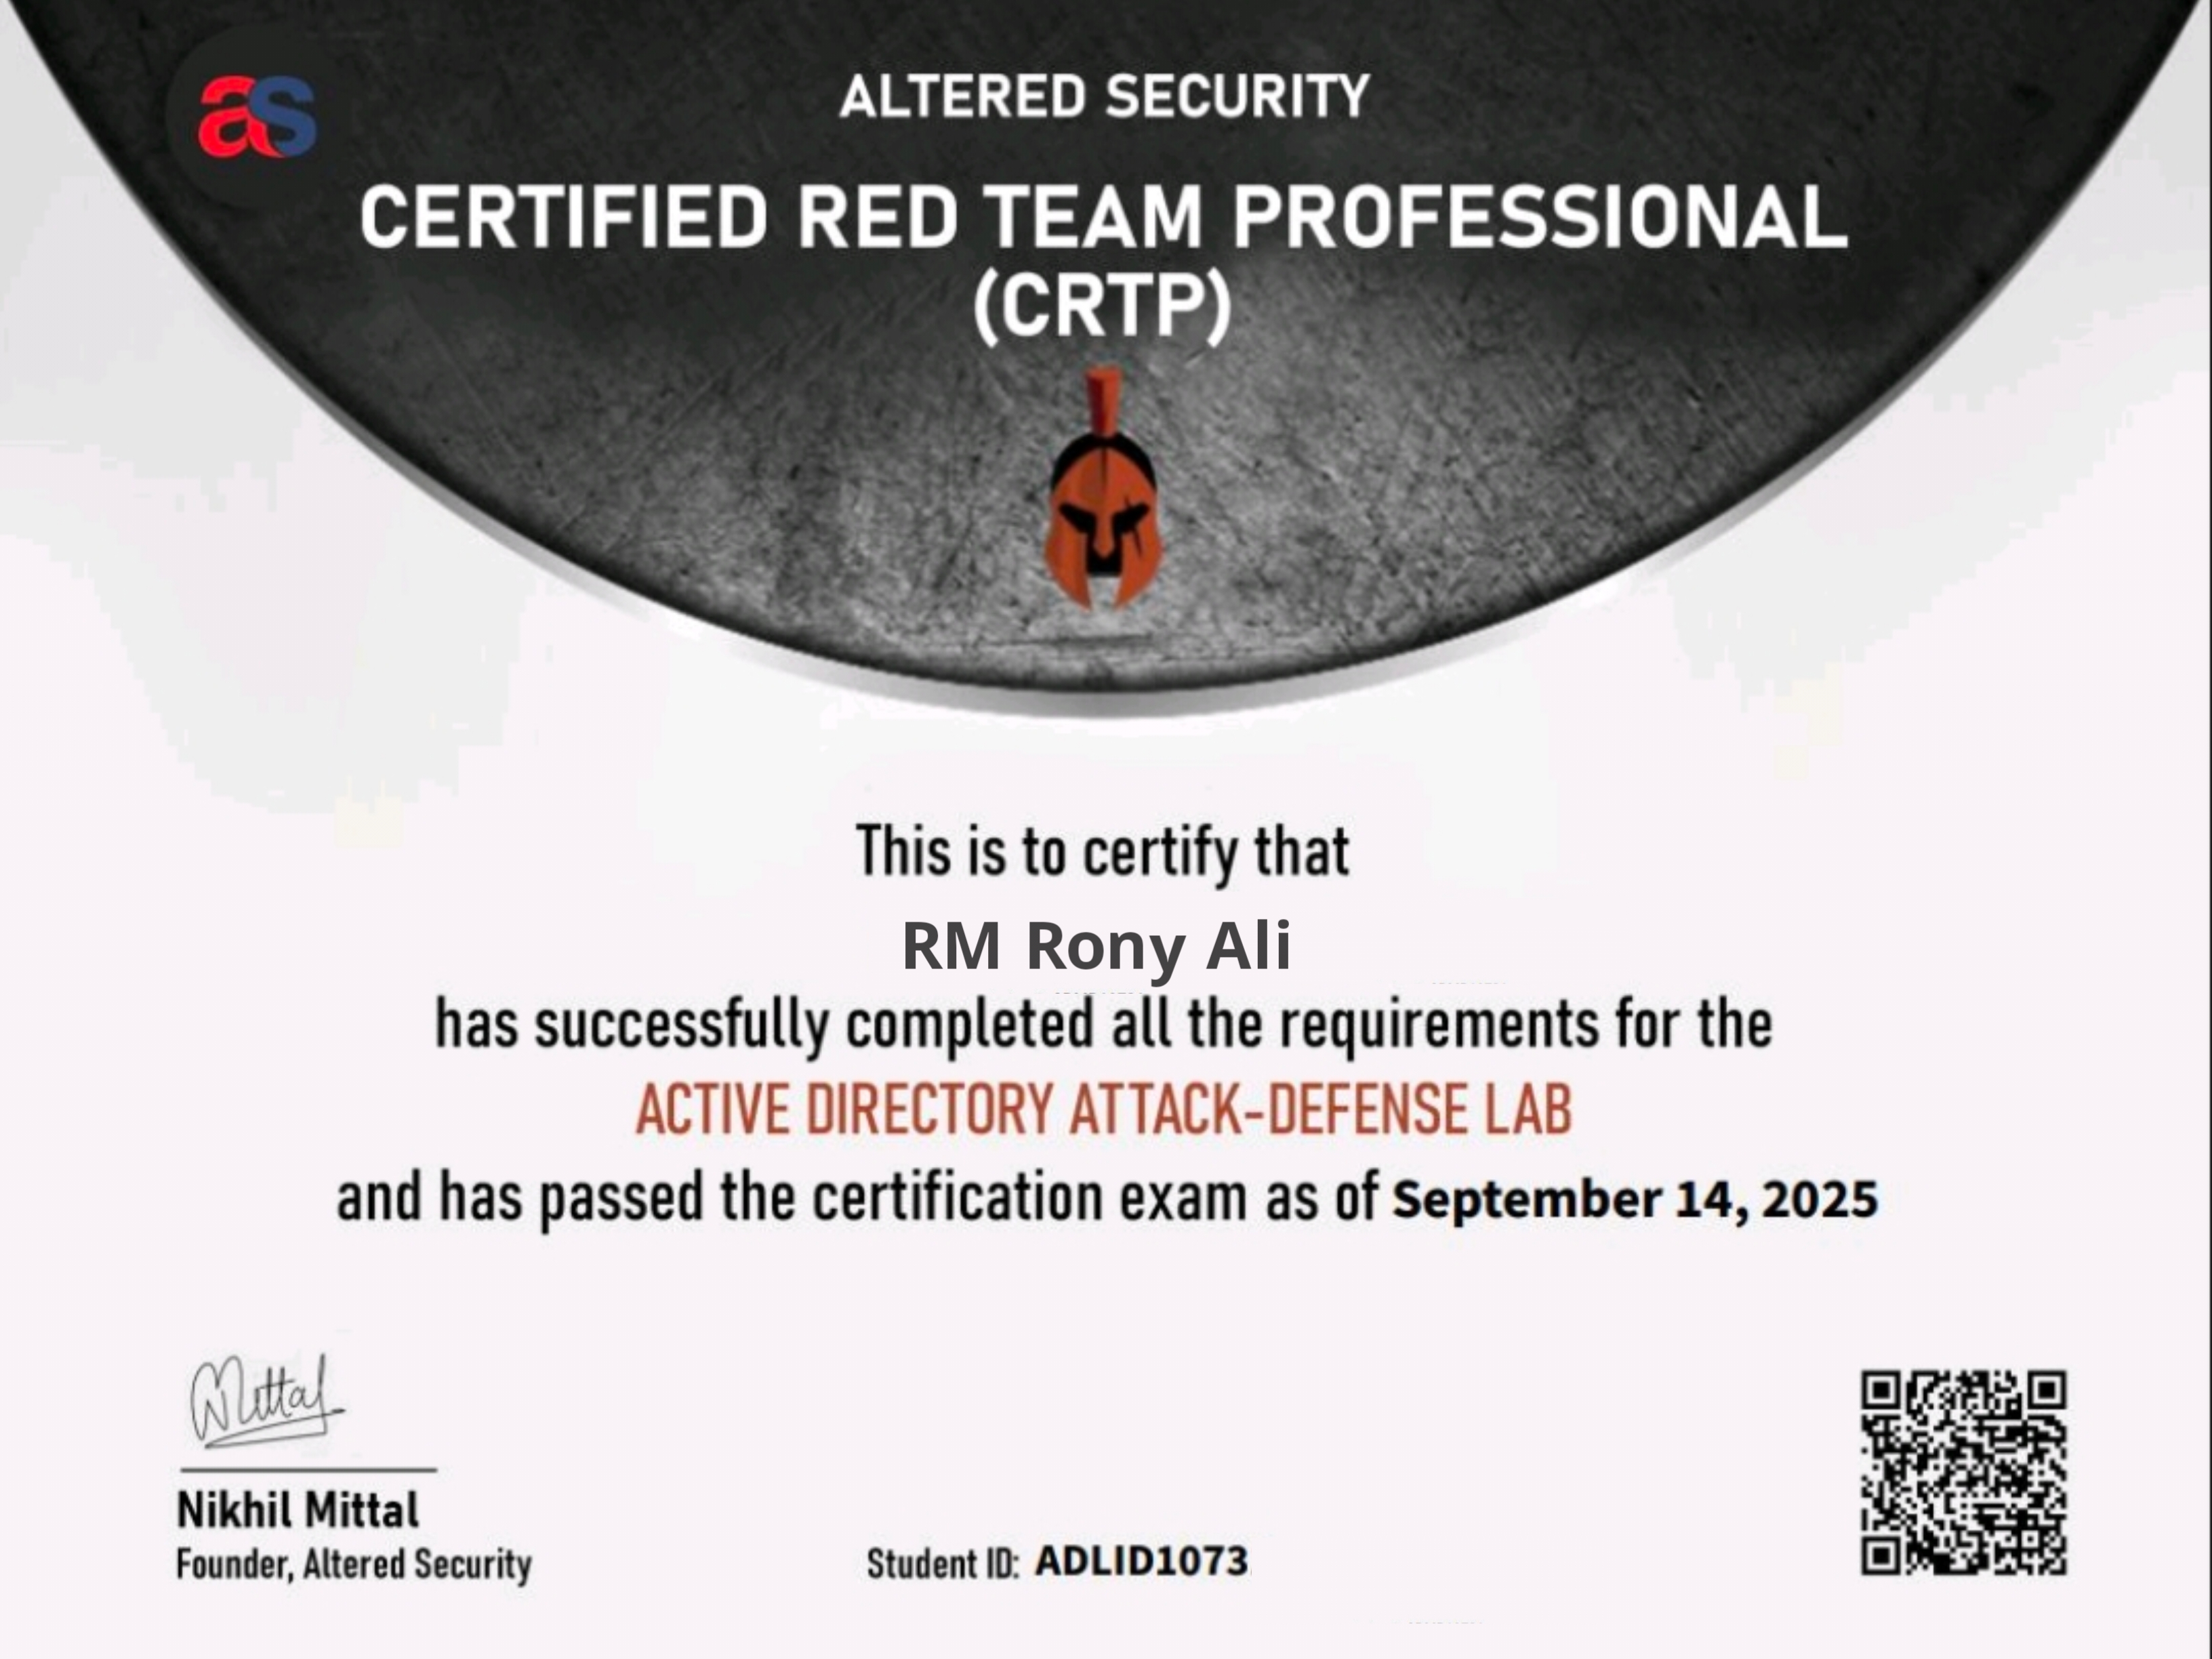 as
ALTERED SECURITY
CERTIFIED RED TEAM PROFESSIONAL
(CRTP)
This is to certify that
RM Rony Ali
has successfully completed all the requirements for the
ACTIVE DIRECTORY ATTACK-DEFENSE LAB
and has passed the certification exam as of September 14, 2025
Mittal
Nikhil Mittal
Founder, Altered Security
Student ID: ADLID1073